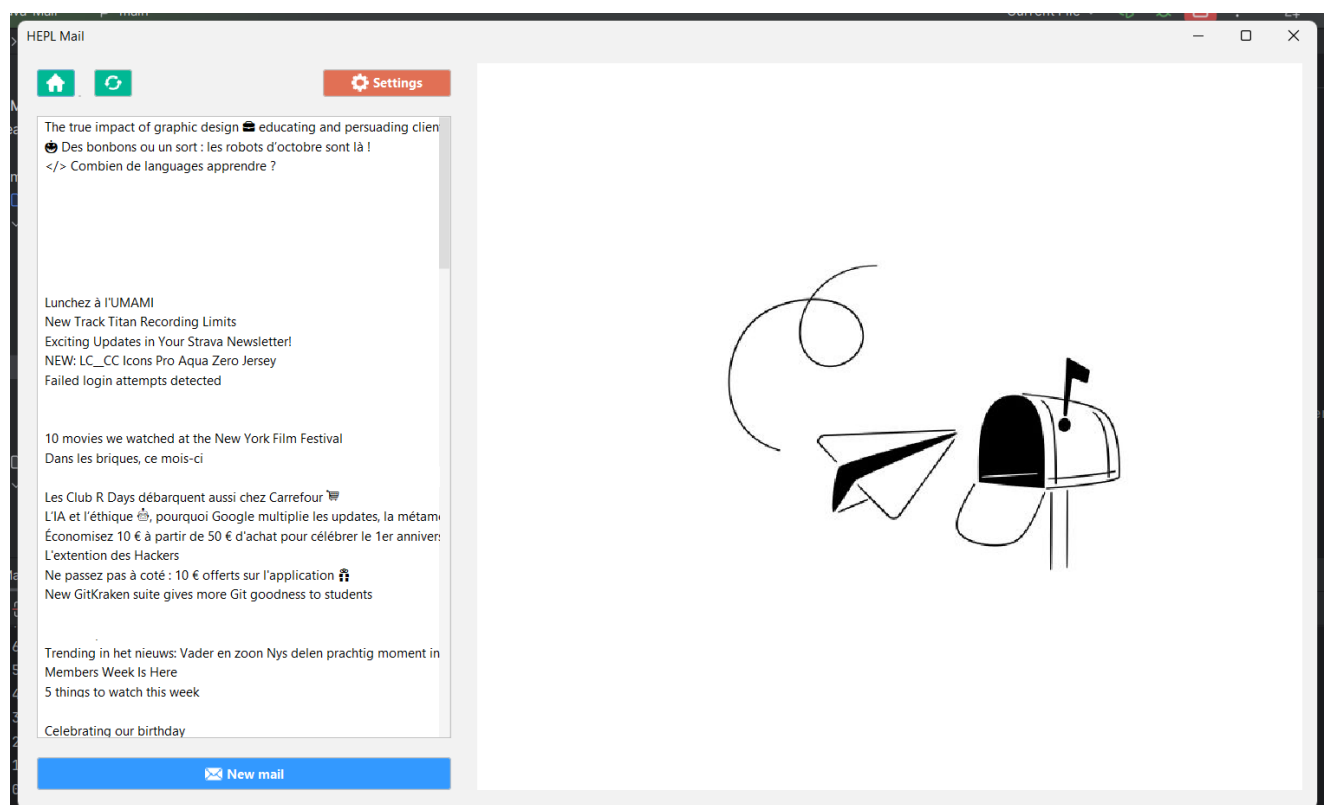 HEPL Mail
Settings
The true impact of graphic design 💼 educating and persuading clien
🎃 Des bonbons ou un sort : les robots d'octobre sont là !
</> Combien de languages apprendre ?
Lunchez à l'UMAMI
New Track Titan Recording Limits
Exciting Updates in Your Strava Newsletter!
NEW: LC__CC Icons Pro Aqua Zero Jersey
Failed login attempts detected
10 movies we watched at the New York Film Festival
Dans les briques, ce mois-ci
Les Club R Days débarquent aussi chez Carrefour 🛒
L'IA et l'éthique 🤖, pourquoi Google multiplie les updates, la métam
Économisez 10 € à partir de 50 € d'achat pour célébrer le 1er anniver
L'extention des Hackers
Ne passez pas à coté : 10 € offerts sur l'application 🎁
New GitKraken suite gives more Git goodness to students
Trending in het nieuws: Vader en zoon Nys delen prachtig moment in
Members Week Is Here
5 things to watch this week
Celebrating our birthday
New mail